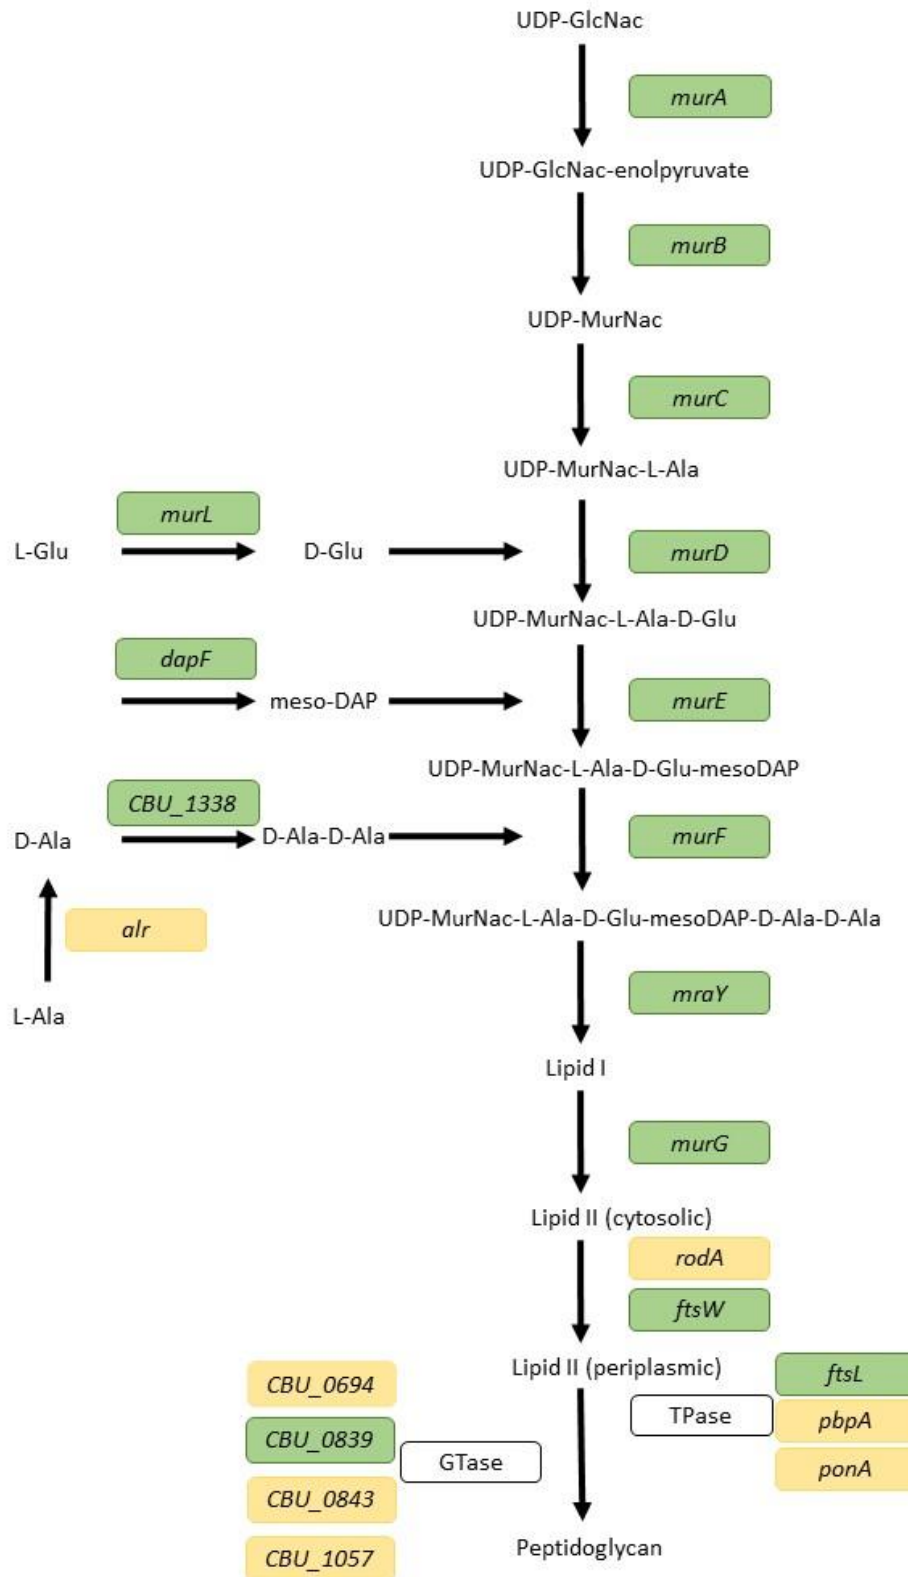 UDP-GlcNac
murA
UDP-GlcNac-enolpyruvate
murB
UDP-MurNac
murC
UDP-MurNac-L-Ala
murL
L-Glu
D-Glu
murD
UDP-MurNac-L-Ala-D-Glu
dapF
meso-DAP
murE
UDP-MurNac-L-Ala-D-Glu-mesoDAP
CBU_1338
D-Ala
D-Ala-D-Ala
murF
alr
UDP-MurNac-L-Ala-D-Glu-mesoDAP-D-Ala-D-Ala
L-Ala
mraY
Lipid I
murG
Lipid II (cytosolic)
rodA
ftsW
Lipid II (periplasmic)
ftsL
CBU_0694
TPase
pbpA
CBU_0839
GTase
ponA
CBU_0843
Peptidoglycan
CBU_1057